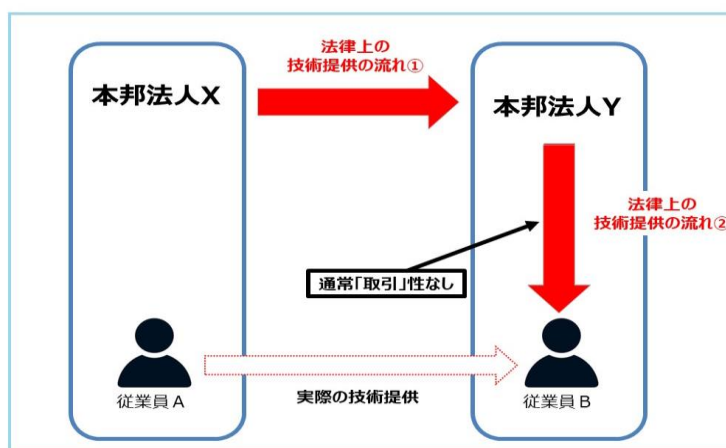 法律上の
技術提供の流れ①
本邦法人X
本邦法人Y
法律上の
技術提供の流れ②
通常「取引」性なし
従業員A
実際の技術提供
従業員B